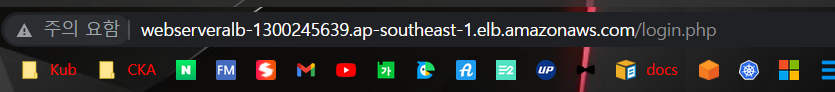 주의 요함 webserveralb-1300245639.ap-southeast-1.elb.amazonaws.com/login.php
Kub CKA N FM 가 UP docs